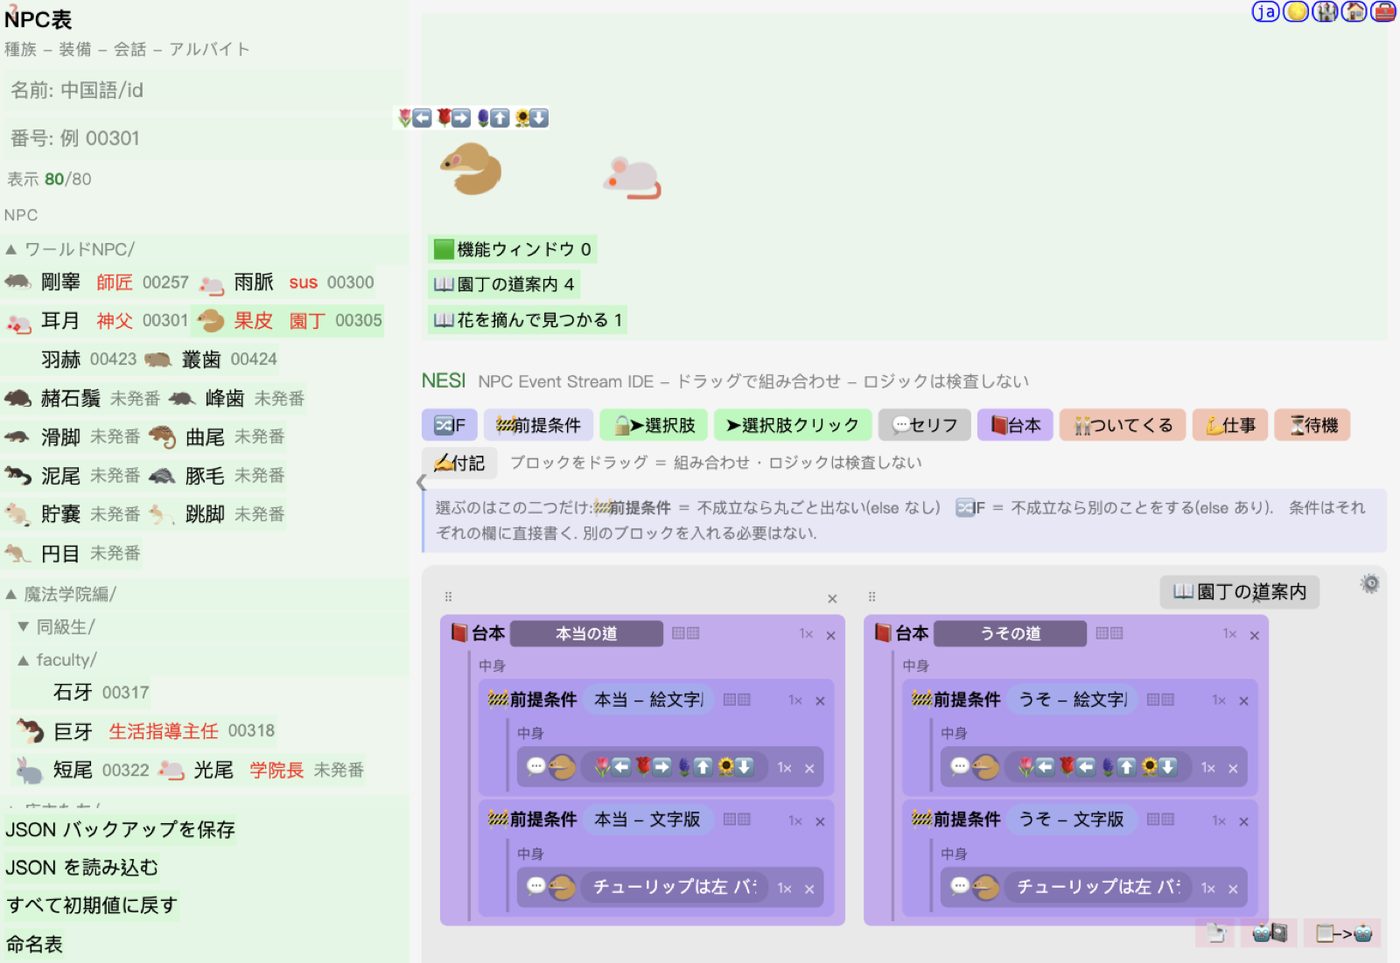 NPC表
種族 – 装備 – 会話 – アルバイト
名前: 中国語/id
番号: 例 00301
表示 80/80
NPC
▲ ワールドNPC/
剛睾 師匠 00257 雨脈 sus 00300
耳月 神父 00301 果皮 園丁 00305
羽赫 00423 叢歯 00424
赭石鬚 未発番 峰歯 未発番
滑脚 未発番 曲尾 未発番
泥尾 未発番 豚毛 未発番
貯嚢 未発番 跳脚 未発番
円目 未発番
▲ 魔法学院編/
▼ 同級生/
▲ faculty/
石牙 00317
巨牙 生活指導主任 00318
短尾 00322 光尾 学院長 未発番
JSON バックアップを保存
JSON を読み込む
すべて初期値に戻す
命名表
ja
🌷⬅️ 🌹➡️ 🪻⬆️ 🌻⬇️
🟩機能ウィンドウ 0
📖園丁の道案内 4
📖花を摘んで見つかる 1
NESI NPC Event Stream IDE – ドラッグで組み合わせ – ロジックは検査しない
🔀IF 🚧前提条件 🔒➤選択肢 ➤選択肢クリック 💬セリフ 📕台本 👬ついてくる 💪仕事 ⏳待機
✍️付記 ブロックをドラッグ = 組み合わせ · ロジックは検査しない
選ぶのはこの二つだけ:🚧前提条件 = 不成立なら丸ごと出ない(else なし) 🔀IF = 不成立なら別のことをする(else あり). 条件はそれ
ぞれの欄に直接書く. 別のブロックを入れる必要はない.
📖園丁の道案内
📕台本 本当の道 1× ×
中身
🚧前提条件 本当 – 絵文字 1× ×
中身
💬 🌷⬅️🌹➡️🪻⬆️🌻⬇️ 1× ×
🚧前提条件 本当 – 文字版 1× ×
中身
💬 チューリップは左 バラ 1× ×
📕台本 うその道 1× ×
中身
🚧前提条件 うそ – 絵文字 1× ×
中身
💬 🌷⬅️🌹⬅️🪻⬆️🌻⬇️ 1× ×
🚧前提条件 うそ – 文字版 1× ×
中身
💬 チューリップは左 バラ 1× ×
📋–>🤖